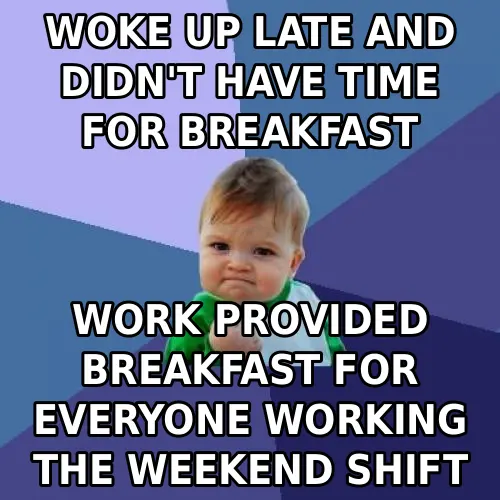 WOKE UP LATE AND
DIDN'T HAVE TIME
FOR BREAKFAST
WORK PROVIDED
BREAKFAST FOR
EVERYONE WORKING
THE WEEKEND SHIFT